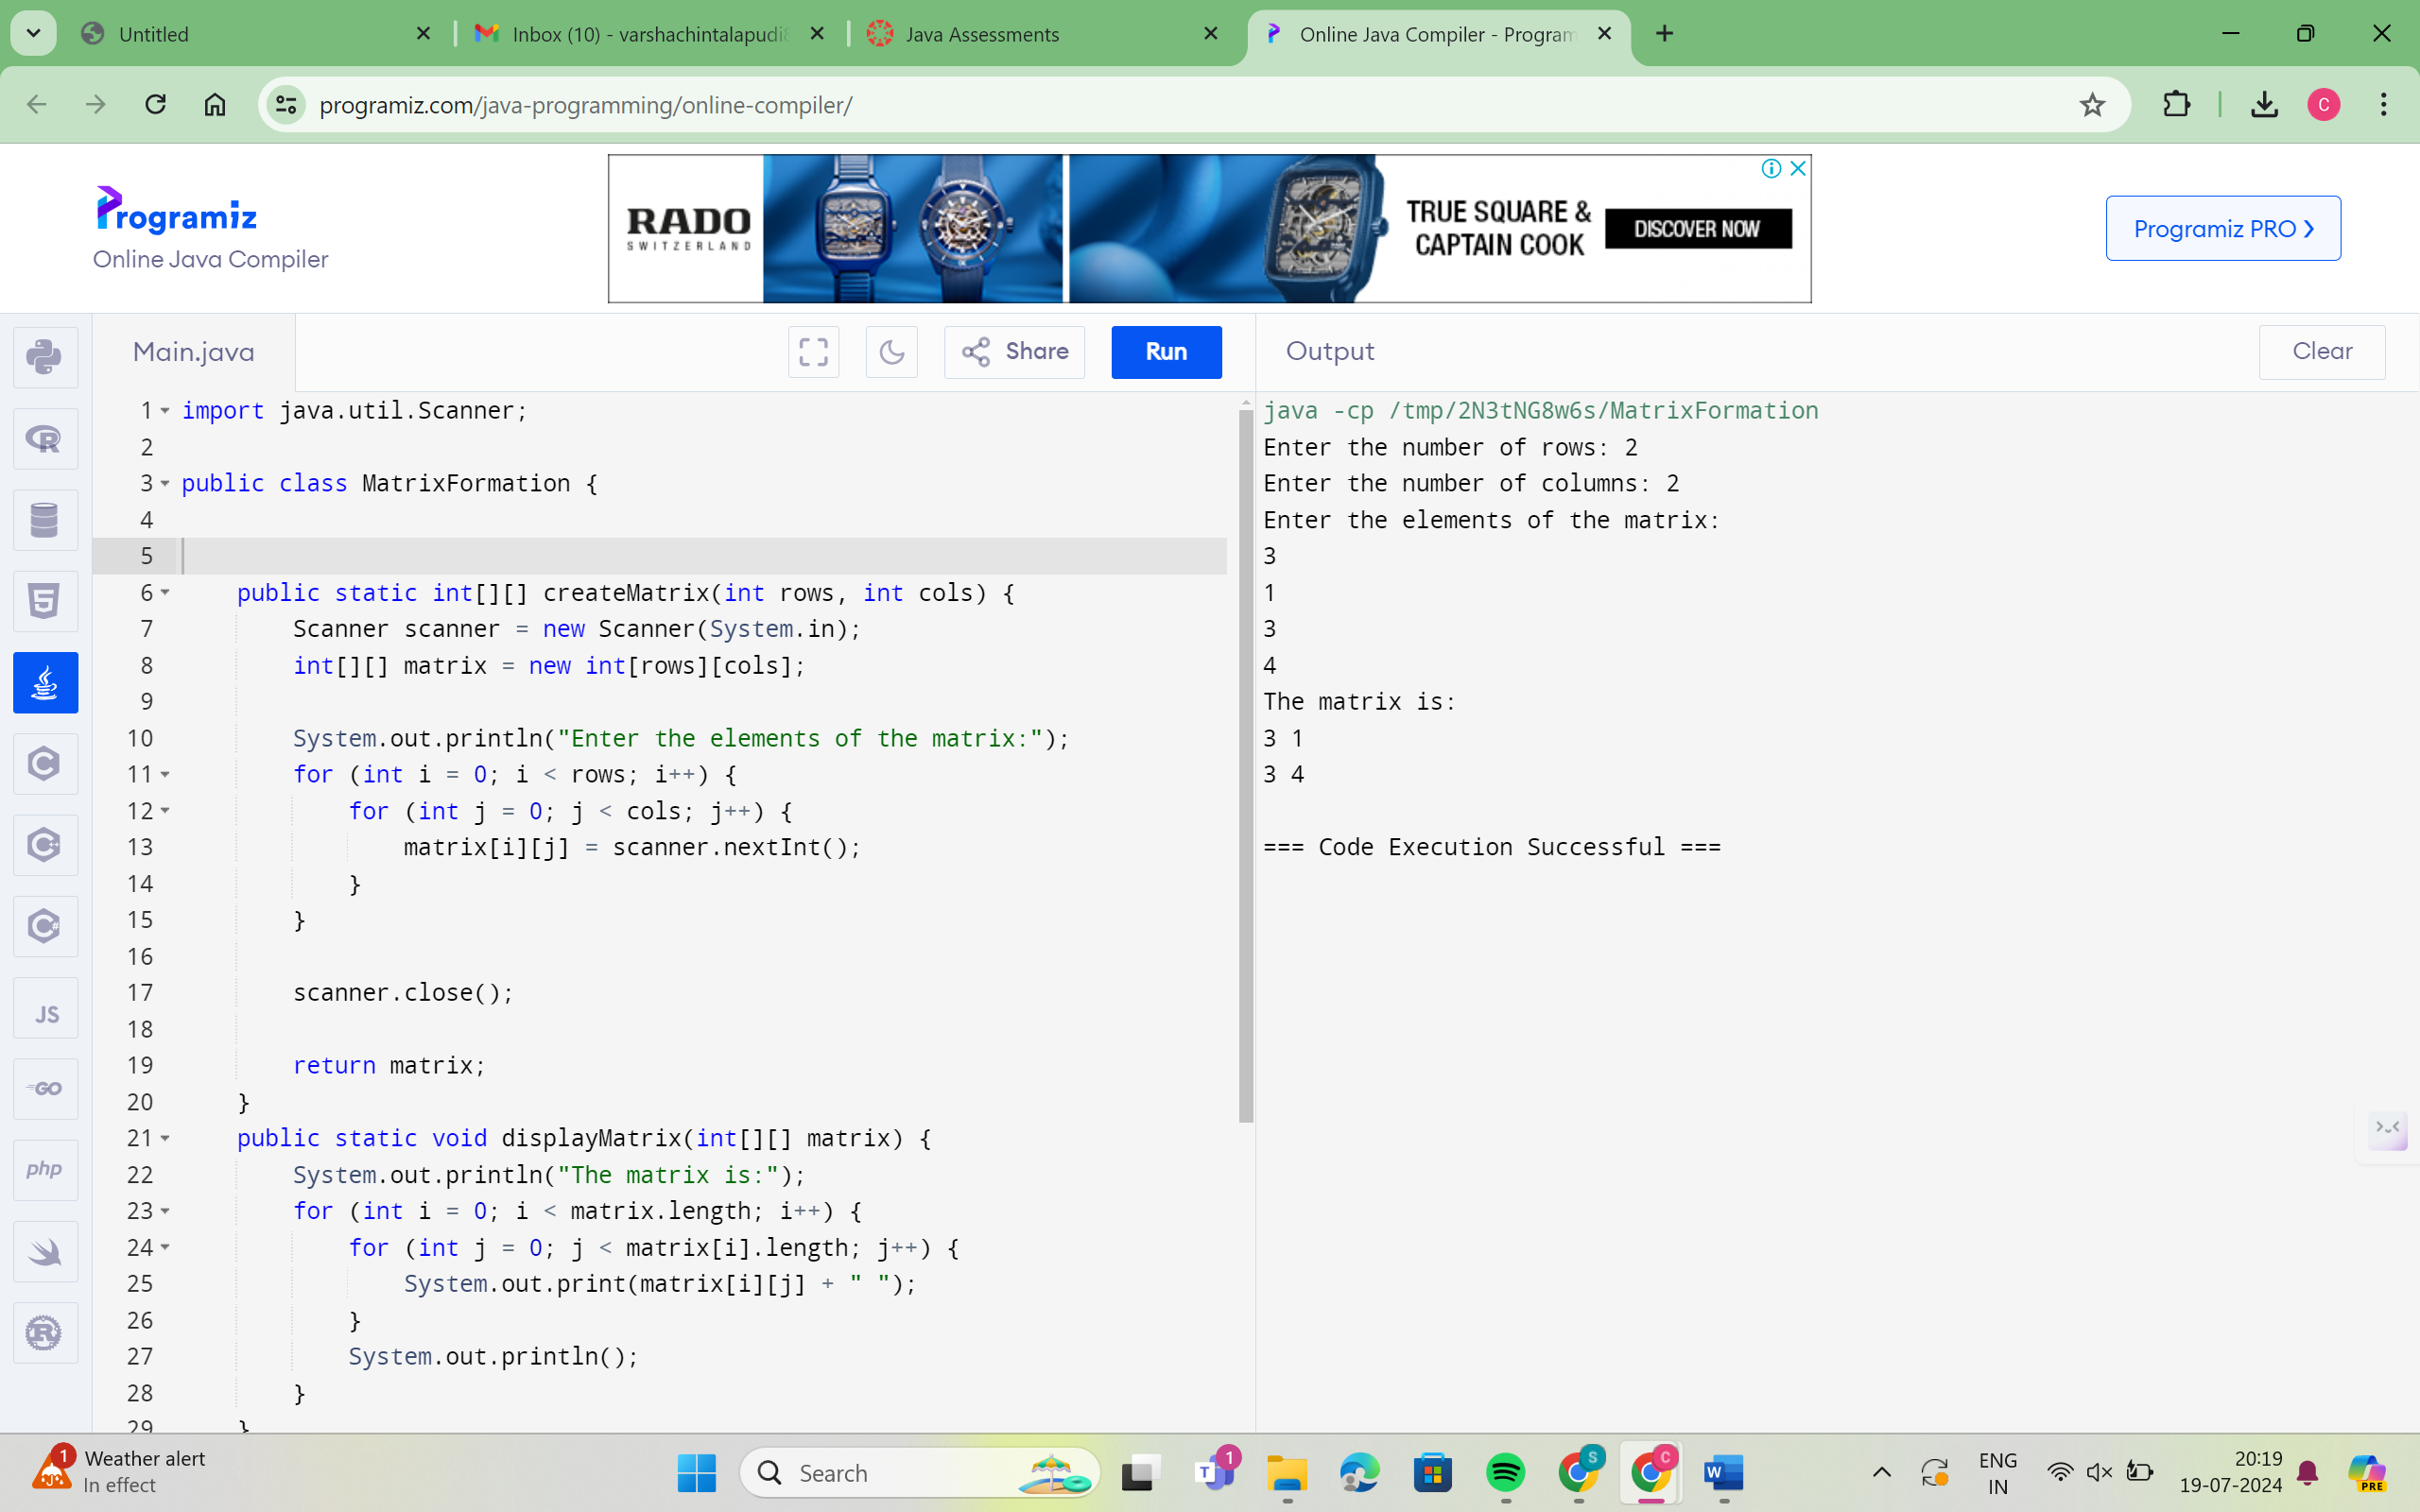 Untitled
Inbox (10) - varshachintalapudi
Java Assessments
Online Java Compiler - Program
programiz.com/java-programming/online-compiler/
C
Programiz
Online Java Compiler
RADO
SWITZERLAND
TRUE SQUARE &
CAPTAIN COOK
DISCOVER NOW
Programiz PRO ❯
Main.java
Share
Run
Output
Clear
1 import java.util.Scanner;
2
3 public class MatrixFormation {
4
5
6     public static int[][] createMatrix(int rows, int cols) {
7         Scanner scanner = new Scanner(System.in);
8         int[][] matrix = new int[rows][cols];
9
10         System.out.println("Enter the elements of the matrix:");
11         for (int i = 0; i < rows; i++) {
12             for (int j = 0; j < cols; j++) {
13                 matrix[i][j] = scanner.nextInt();
14             }
15         }
16
17         scanner.close();
18
19         return matrix;
20     }
21     public static void displayMatrix(int[][] matrix) {
22         System.out.println("The matrix is:");
23         for (int i = 0; i < matrix.length; i++) {
24             for (int j = 0; j < matrix[i].length; j++) {
25                 System.out.print(matrix[i][j] + " ");
26             }
27             System.out.println();
28         }
29     }
java -cp /tmp/2N3tNG8w6s/MatrixFormation
Enter the number of rows: 2
Enter the number of columns: 2
Enter the elements of the matrix:
3
1
3
4
The matrix is:
3 1
3 4
=== Code Execution Successful ===
R
5
C
C++
C#
JS
GO
php
R
1
Weather alert
In effect
Search
T
1
S
C
W
ENG
IN
20:19
19-07-2024
PRE